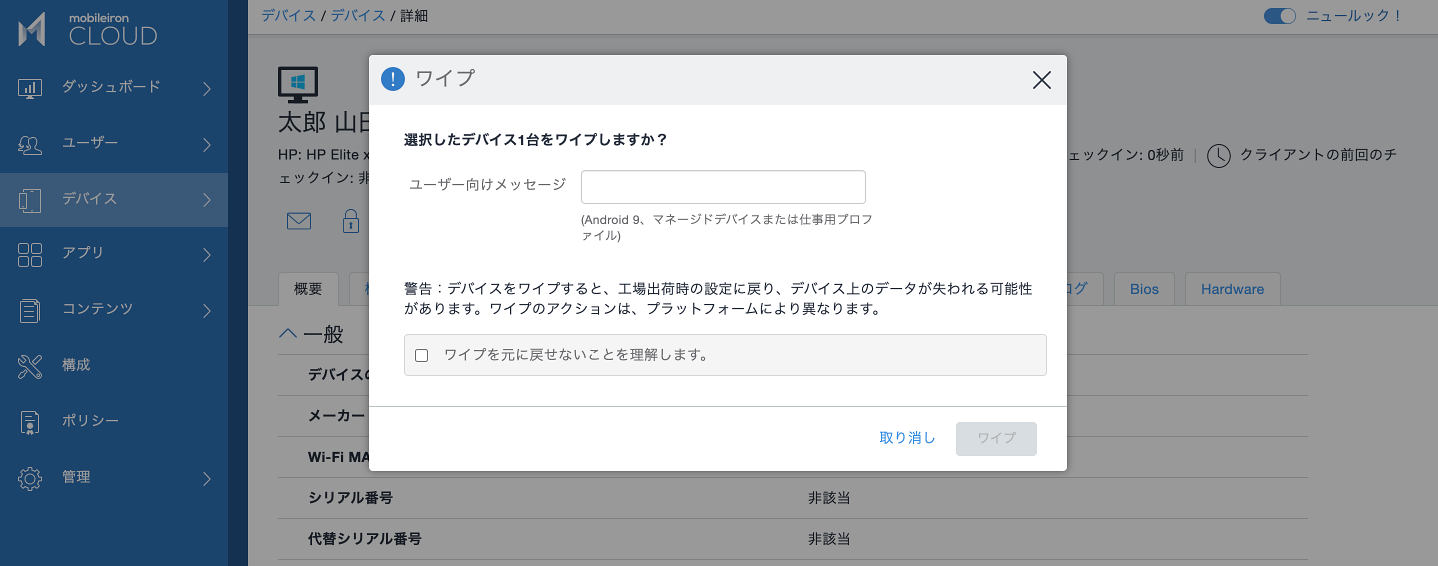 mobileiron
CLOUD
ダッシュボード
ユーザー
デバイス
アプリ
コンテンツ
構成
ポリシー
管理
デバイス / デバイス / 詳細
ニュールック！
太郎 山
HP: HP Elite x
ェックイン: 0秒前
クライアントの前回のチ
ェックイン: 非
ワイプ
選択したデバイス1台をワイプしますか？
ユーザー向けメッセージ
(Android 9、マネージドデバイスまたは仕事用プロフ
ァイル)
警告：デバイスをワイプすると、工場出荷時の設定に戻り、デバイス上のデータが失われる可能性
があります。ワイプのアクションは、プラットフォームにより異なります。
ワイプを元に戻せないことを理解します。
取り消し
ワイプ
概要
ログ
Bios
Hardware
一般
デバイスの
メーカー
Wi-Fi MA
シリアル番号
非該当
代替シリアル番号
非該当